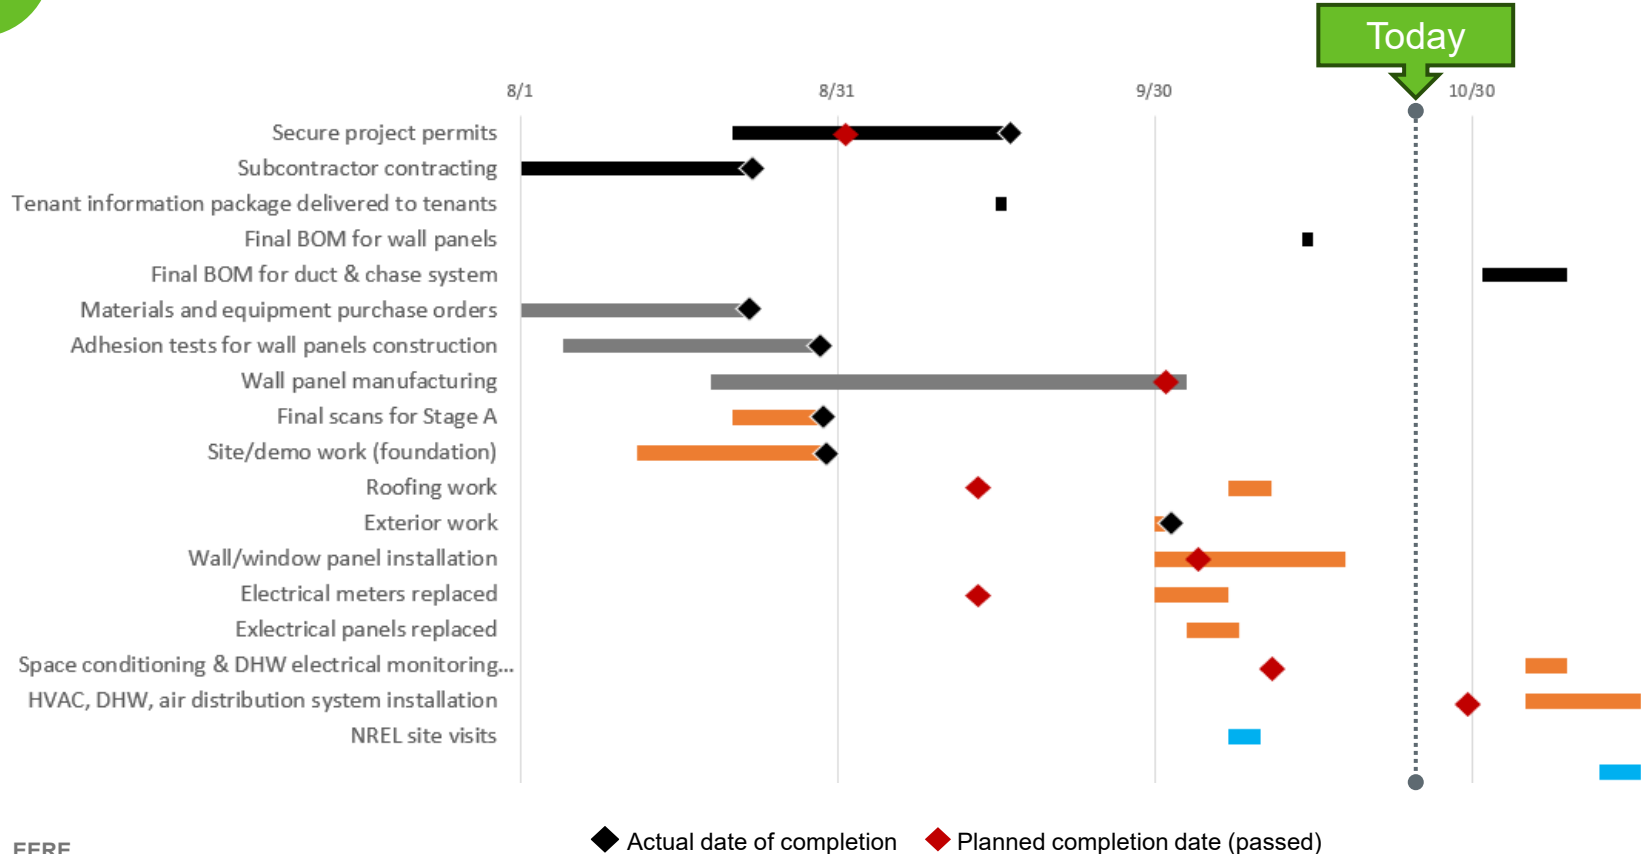 Today
8/1 8/31 9/30 10/30
Secure project permits
Subcontractor contracting
Tenant information package delivered to tenants
Final BOM for wall panels
Final BOM for duct & chase system
Materials and equipment purchase orders
Adhesion tests for wall panels construction
Wall panel manufacturing
Final scans for Stage A
Site/demo work (foundation)
Roofing work
Exterior work
Wall/window panel installation
Electrical meters replaced
Exlectrical panels replaced
Space conditioning & DHW electrical monitoring...
HVAC, DHW, air distribution system installation
NREL site visits
Actual date of completion Planned completion date (passed)
EERE